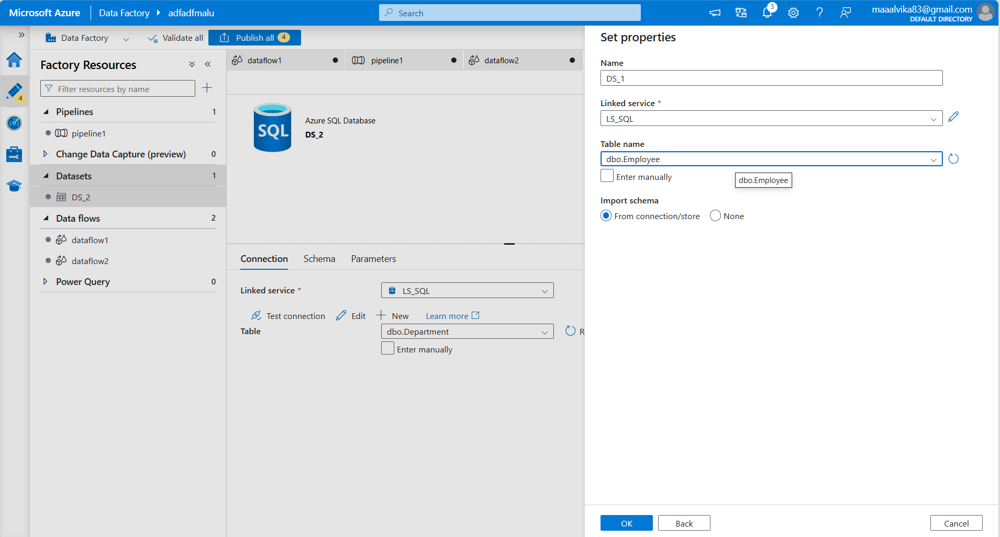 Microsoft Azure
Data Factory
adfadfmalu
Search
5
maaalvika83@gmail.com
DEFAULT DIRECTORY
Data Factory
Validate all
Publish all
4
4
Factory Resources
Filter resources by name
Pipelines
1
pipeline1
Change Data Capture (preview)
0
Datasets
1
DS_2
Data flows
2
dataflow1
dataflow2
Power Query
0
dataflow1
pipeline1
dataflow2
SQL
Azure SQL Database
DS_2
Connection
Schema
Parameters
Linked service *
SQL
LS_SQL
Test connection
Edit
New
Learn more
Table
dbo.Department
R
Enter manually
Set properties
Name
DS_1
Linked service *
LS_SQL
Table name
dbo.Employee
Enter manually
dbo.Employee
Import schema
From connection/store
None
OK
Back
Cancel